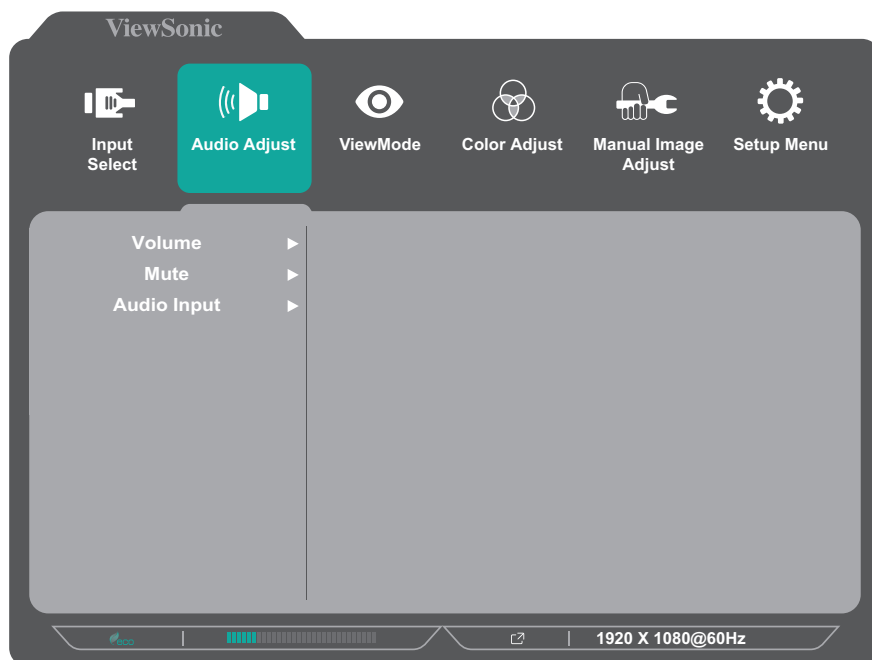 ViewSonic
Input
Select
Audio Adjust
ViewMode
Color Adjust
Manual Image
Adjust
Setup Menu
Volume
Mute
Audio Input
eco
1920 X 1080@60Hz